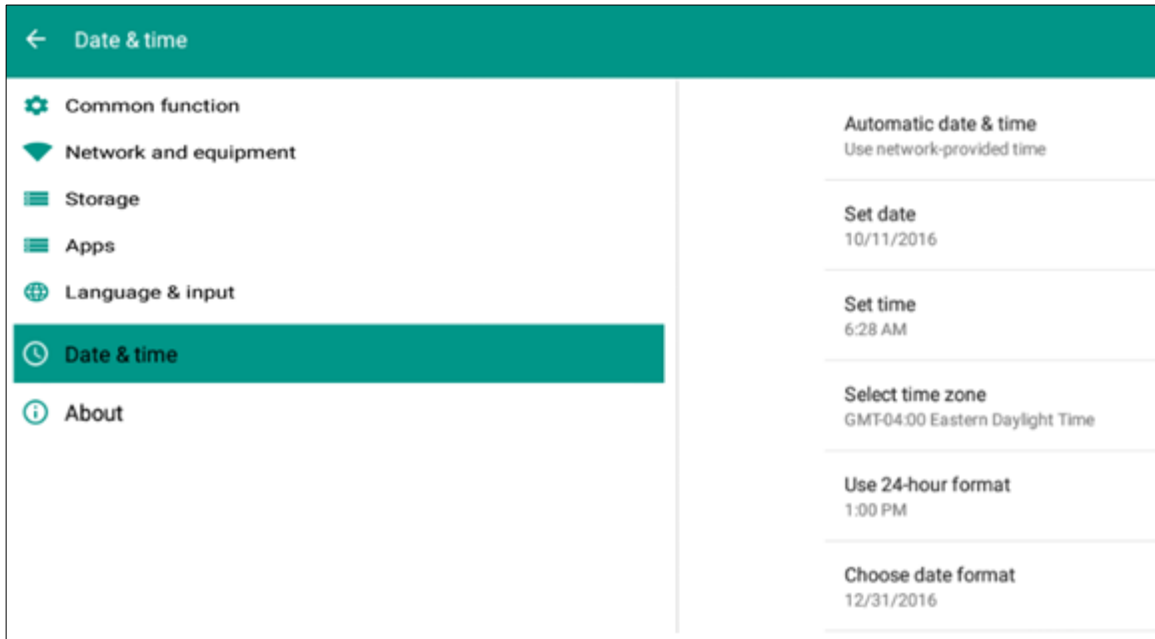 Date & time
Common function
Network and equipment
Storage
Apps
Language & input
Date & time
About
Automatic date & time
Use network-provided time
Set date
10/11/2016
Set time
6:28 AM
Select time zone
GMT-04:00 Eastern Daylight Time
Use 24-hour format
1:00 PM
Choose date format
12/31/2016